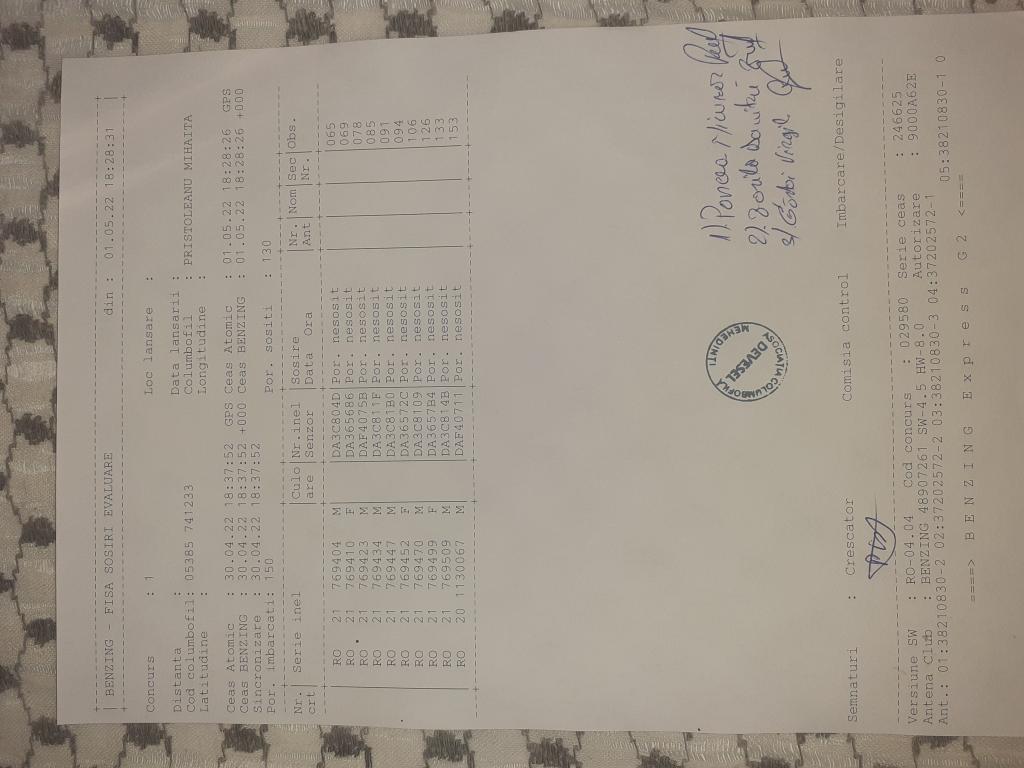 BENZING - FISA SOSIRI EVALUARE din : 01.05.22 18:28:31
Concurs : 1 Loc lansare :
Distanta : Data lansarii :
Cod columbofil: 05385 741233 Columbofil : PRISTOLEANU MIHAITA
Latitudine : Longitudine :
Ceas Atomic : 30.04.22 18:37:52 GPS Ceas Atomic : 01.05.22 18:28:26 GPS
Ceas BENZING : 30.04.22 18:37:52 +000 Ceas BENZING : 01.05.22 18:28:26 +000
Sincronizare : 30.04.22 18:37:52
Por. imbarcati: 150 Por. sositi : 130
Nr.| Serie inel |Culo|Nr.inel|Sosire |Nr.|Nom|Sec|Obs.
crt| |are |Senzor |Data Ora |Ant| |Nr.|
RO 21 769404 M |DA3C804D|Por. nesosit 065
RO 21 769410 F |DA3656B6|Por. nesosit 069
RO 21 769423 M |DAF4075B|Por. nesosit 078
RO 21 769434 M |DA3C811F|Por. nesosit 085
RO 21 769447 M |DA3C81B0|Por. nesosit 091
RO 21 769452 F |DA36572C|Por. nesosit 094
RO 21 769470 M |DA3C8109|Por. nesosit 106
RO 21 769499 F |DA3657B4|Por. nesosit 126
RO 21 769509 M |DA3C814B|Por. nesosit 133
RO 20 1130067 M |DAF40711|Por. nesosit 153
1)
2)
3) Virgil
ASOCIATIA COLUMBOFILA
DEVESEL
MEHEDINTI
Semnaturi : Crescator Comisia control Imbarcare/Desigilare
Versiune SW : RO-04.04 Cod concurs : 029580 Serie ceas : 246625
Antena Club : BENZING 48907261 SW-4.5 HW 8.0 Autorizare : 9000A62E
Ant.: 01:38210830-2 02:37202572-2 03:38210830-3 04:37202572-1 05:38210830-1 0
====> B E N Z I N G E x p r e s s G 2 <====